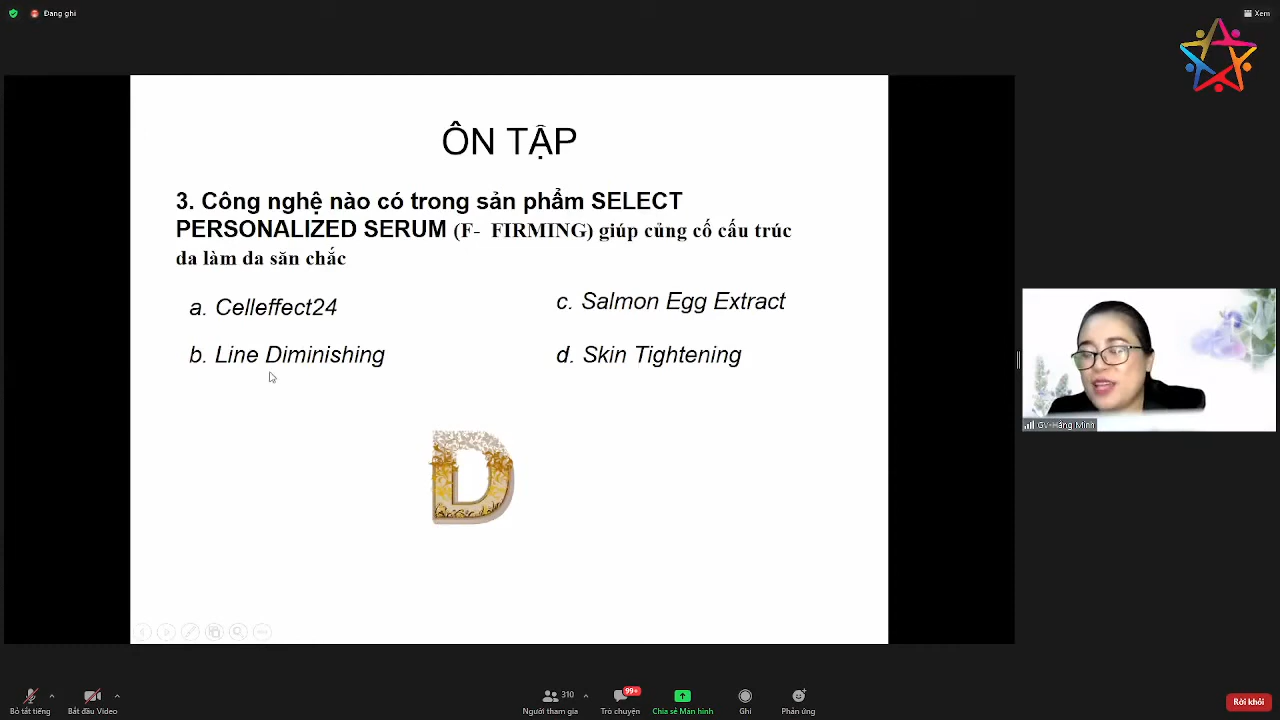 Đang ghi
Xem
ÔN TẬP
3. Công nghệ nào có trong sản phẩm SELECT
PERSONALIZED SERUM (F- FIRMING) giúp củng cố cấu trúc
da làm da săn chắc
a. Celleffect24
c. Salmon Egg Extract
b. Line Diminishing
d. Skin Tightening
D
GV-Hằng Minh
Bỏ tắt tiếng
Bắt đầu Video
310
Người tham gia
99+
Trò chuyện
Chia sẻ Màn hình
Ghi
Phản ứng
Rời khỏi